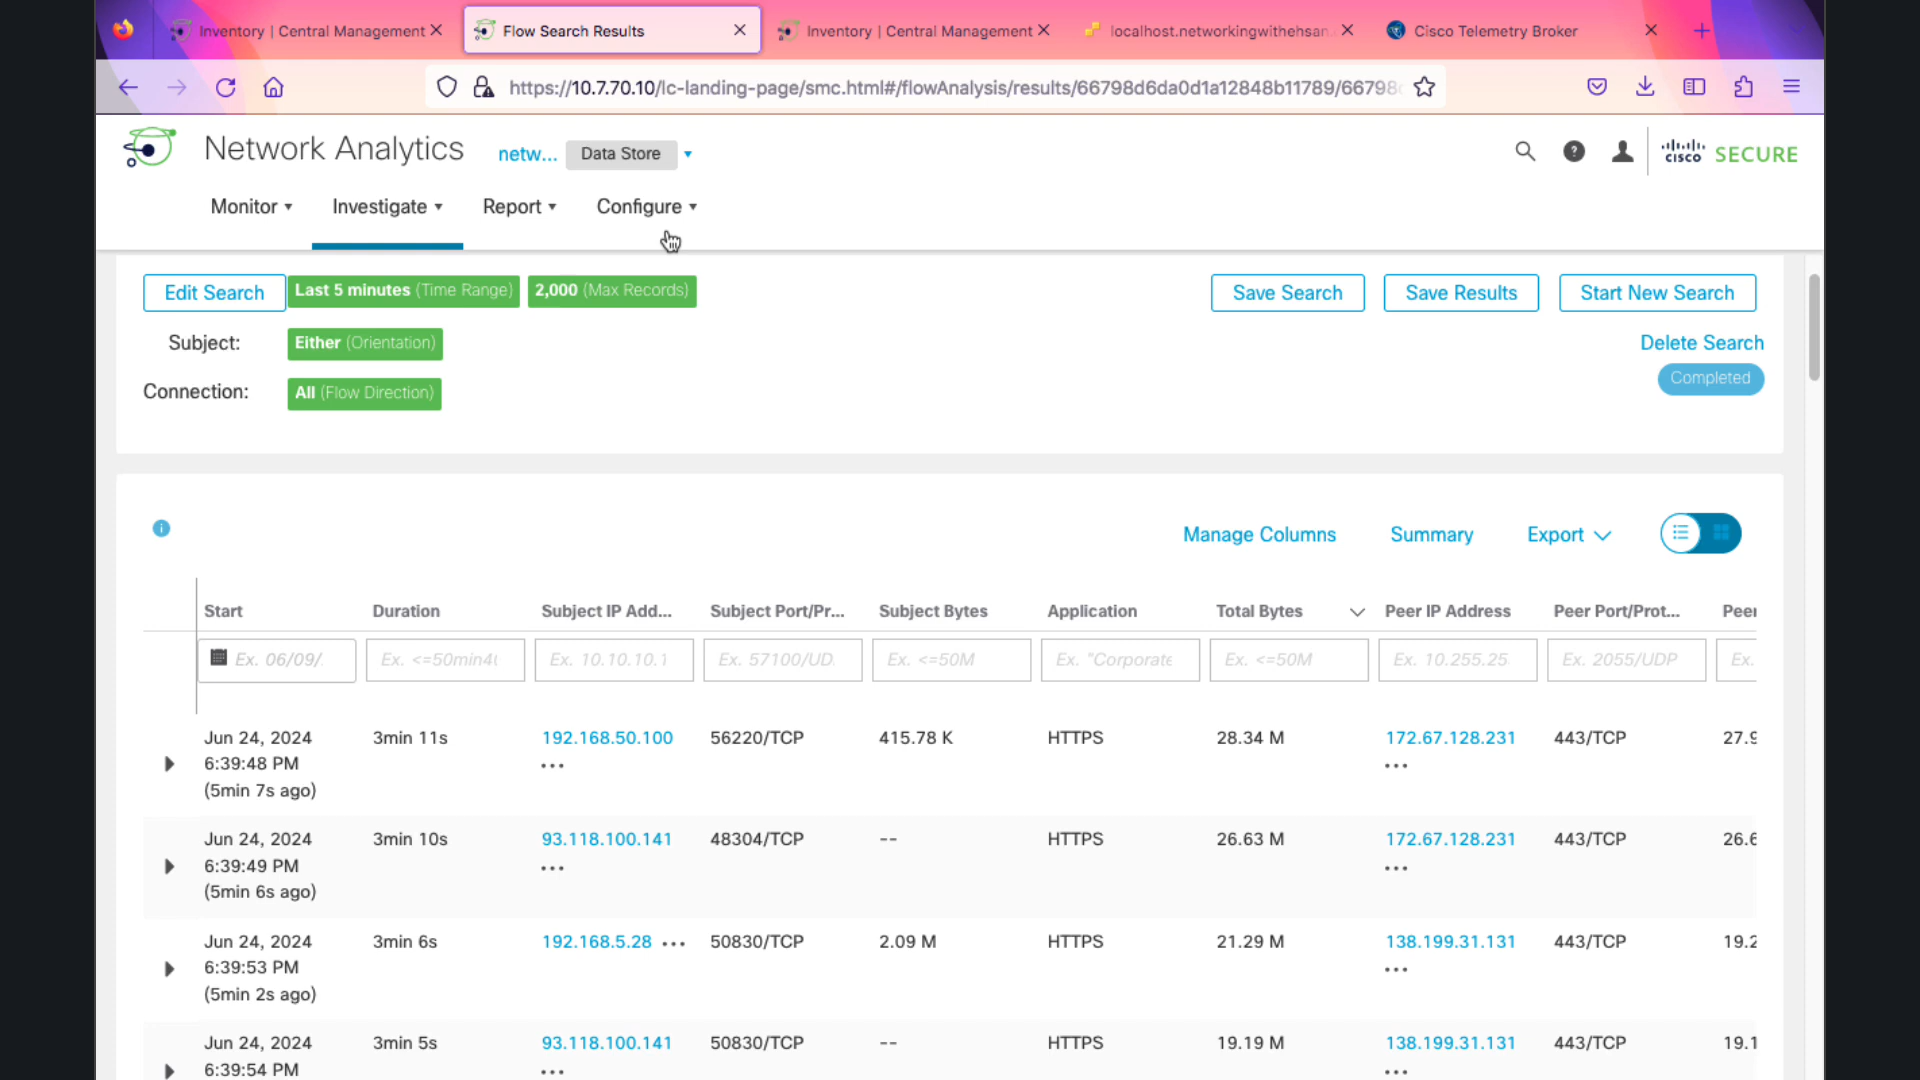 Inventory | Central Management
Flow Search Results
Inventory | Central Management
localhost.networkingwithehsan.
Cisco Telemetry Broker
https://10.7.70.10/lc-landing-page/smc.html#/flowAnalysis/results/66798d6da0d1a12848b11789/66798
Network Analytics
netw...
Data Store
cisco SECURE
Monitor
Investigate
Report
Configure
Edit Search
Last 5 minutes (Time Range)
2,000 (Max Records)
Save Search
Save Results
Start New Search
Subject:
Either (Orientation)
Delete Search
Connection:
All (Flow Direction)
Completed
Manage Columns
Summary
Export
Start Duration Subject IP Add... Subject Port/Pr... Subject Bytes Application Total Bytes Peer IP Address Peer Port/Prot... Peer
Ex. 06/09/ Ex. <=50min40 Ex. 10.10.10.1 Ex. 57100/UD Ex. <=50M Ex. "Corporate Ex. <=50M Ex. 10.255.25 Ex. 2055/UDP Ex.
Jun 24, 2024 3min 11s 192.168.50.100 56220/TCP 415.78 K HTTPS 28.34 M 172.67.128.231 443/TCP 27.9
6:39:48 PM ... ...
(5min 7s ago)
Jun 24, 2024 3min 10s 93.118.100.141 48304/TCP -- HTTPS 26.63 M 172.67.128.231 443/TCP 26.6
6:39:49 PM ... ...
(5min 6s ago)
Jun 24, 2024 3min 6s 192.168.5.28 ... 50830/TCP 2.09 M HTTPS 21.29 M 138.199.31.131 443/TCP 19.2
6:39:53 PM ...
(5min 2s ago)
Jun 24, 2024 3min 5s 93.118.100.141 50830/TCP -- HTTPS 19.19 M 138.199.31.131 443/TCP 19.1
6:39:54 PM ... ...